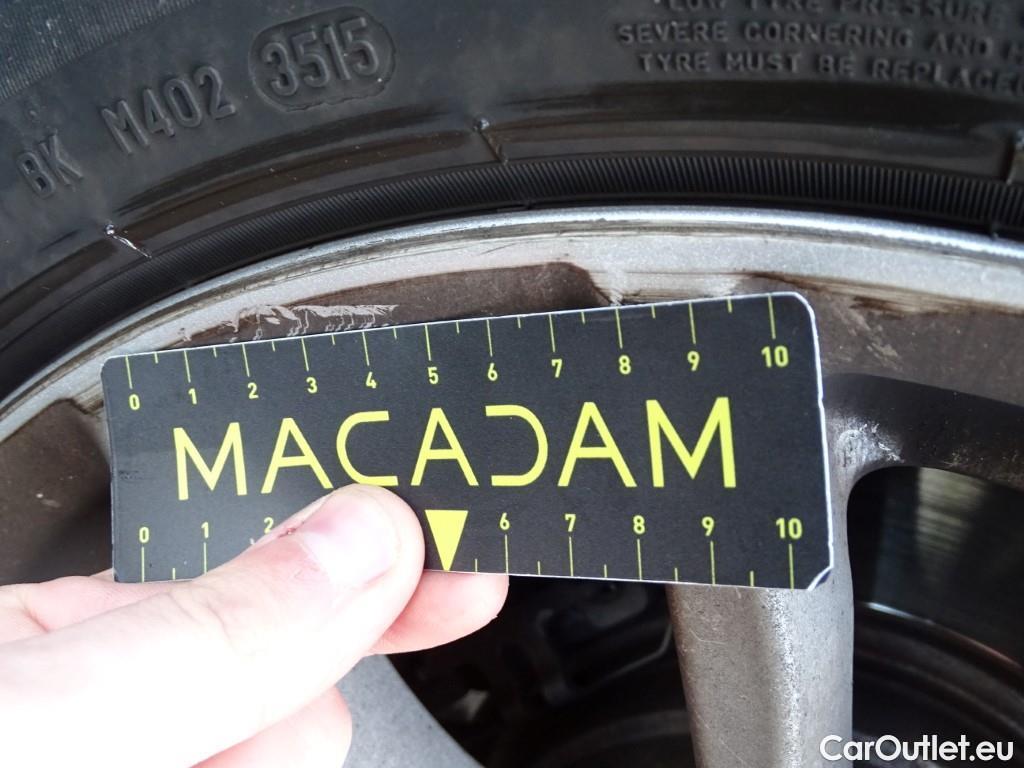 LOW TYRE PRESSURE
SEVERE CORNERING AND H
TYRE MUST BE REPLACED
BK M402 3515
0 1 2 3 4 5 6 7 8 9 10
MACADAM
0 1 2 6 7 8 9 10
CarOutlet.eu